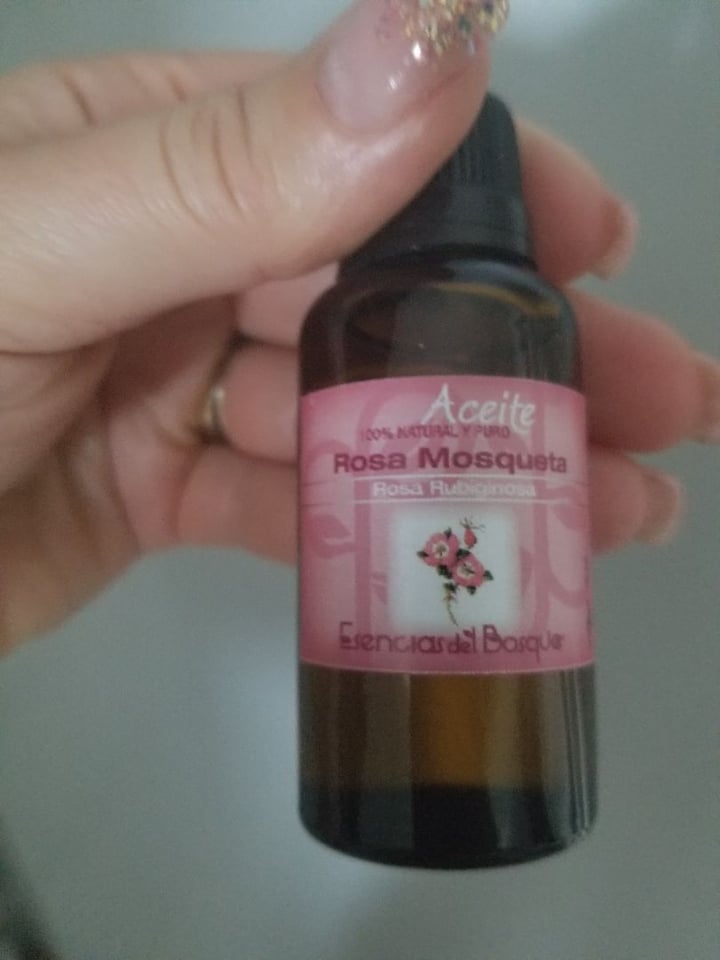 Aceite
100% NATURAL Y PURO
Rosa Mosqueta
Rosa Rubiginosa
Esencias del Bosque